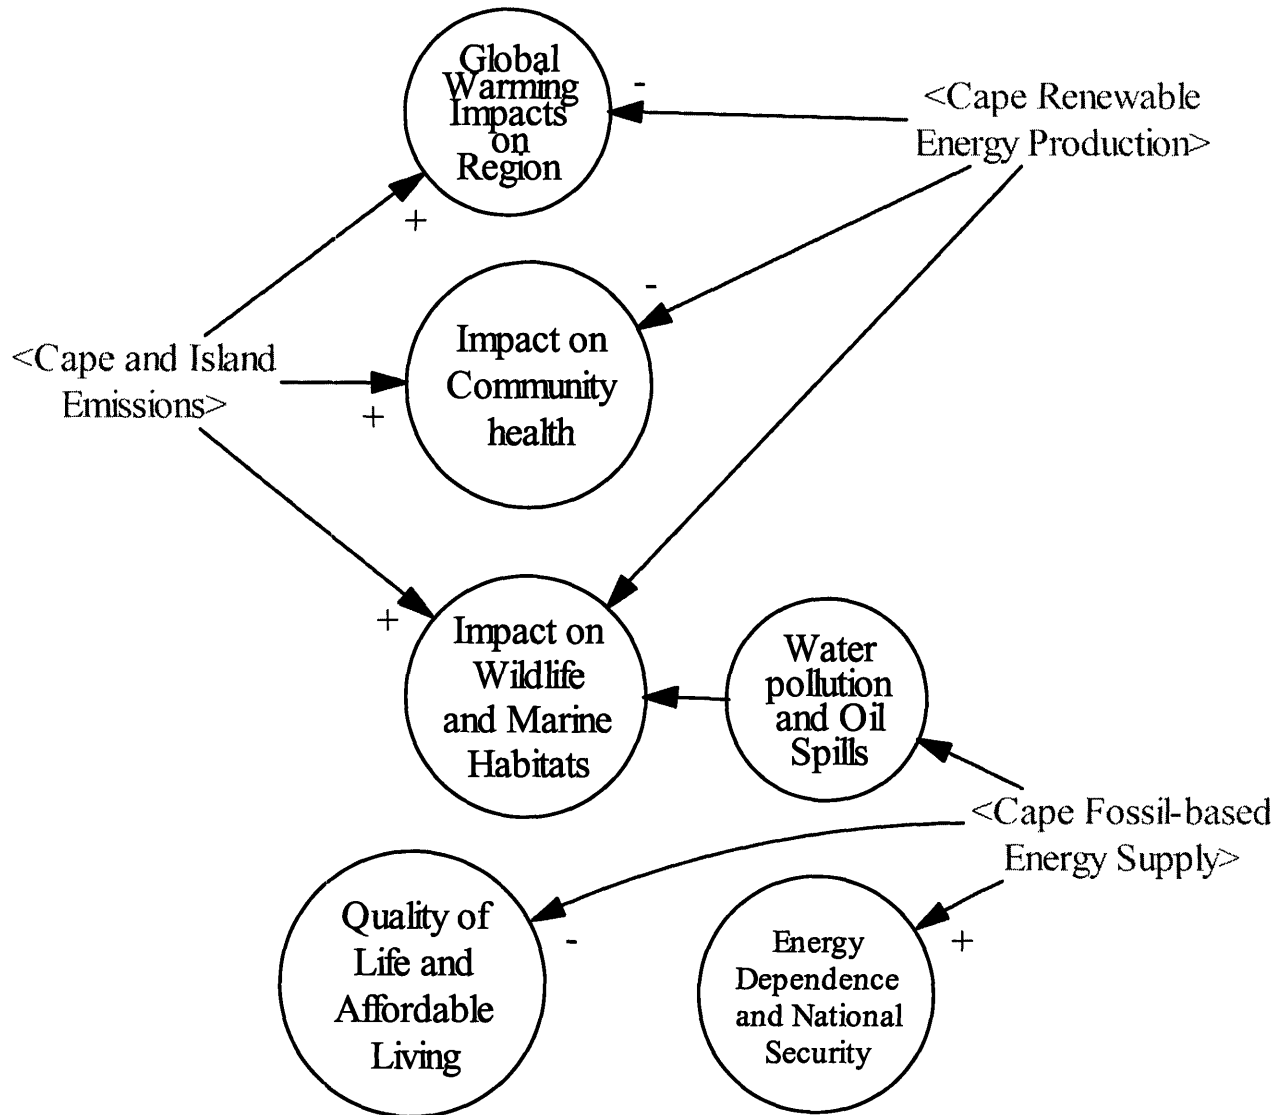 Global
Warming
Impacts
on
Region
-
<Cape Renewable
Energy Production>
+
-
<Cape and Island
Emissions>
+
Impact on
Community
health
+
Impact on
Wildlife
and Marine
Habitats
Water
pollution
and Oil
Spills
<Cape Fossil-based
Energy Supply>
Quality of
Life and
Affordable
Living
-
Energy
Dependence
and National
Security
+